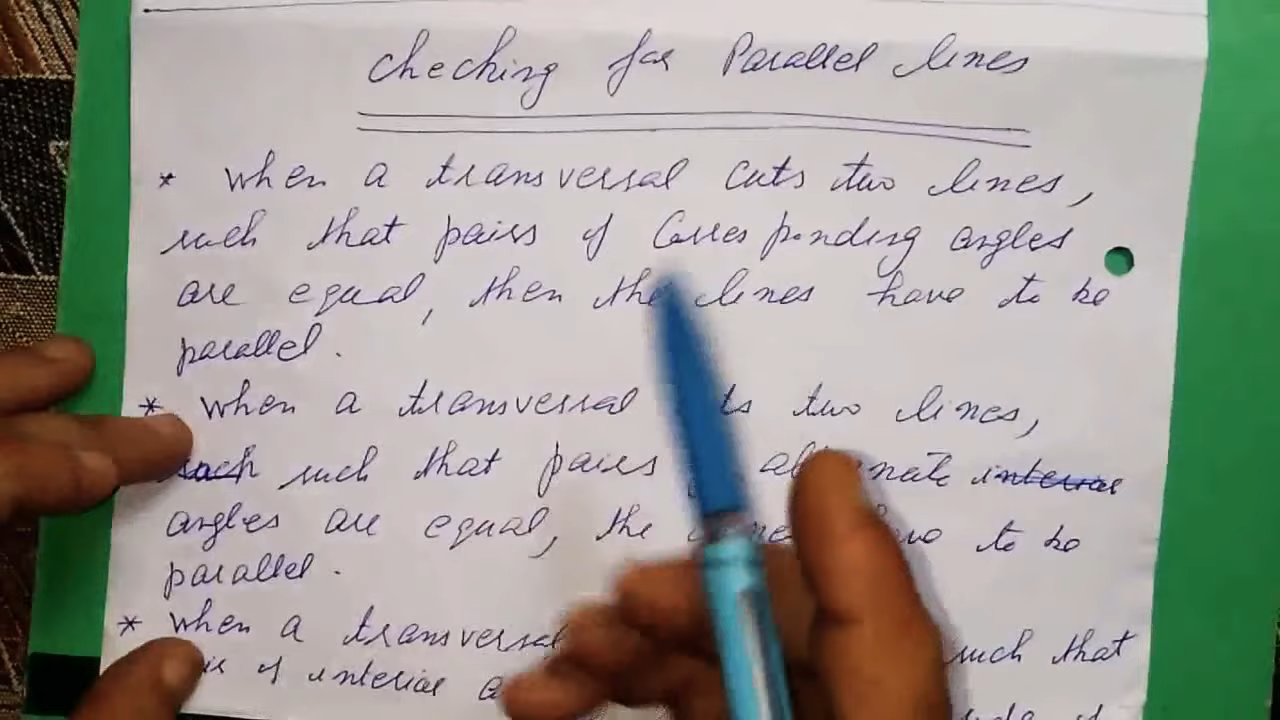 Checking for Parallel lines
* When a transversal cuts two lines,
such that pairs of Corresponding angles
are equal, then the lines have to be
parallel.
* When a transversal two lines,
such such that pairs alternate interior
angles are equal, the have to be
parallel.
* When a transversal such that
of interior